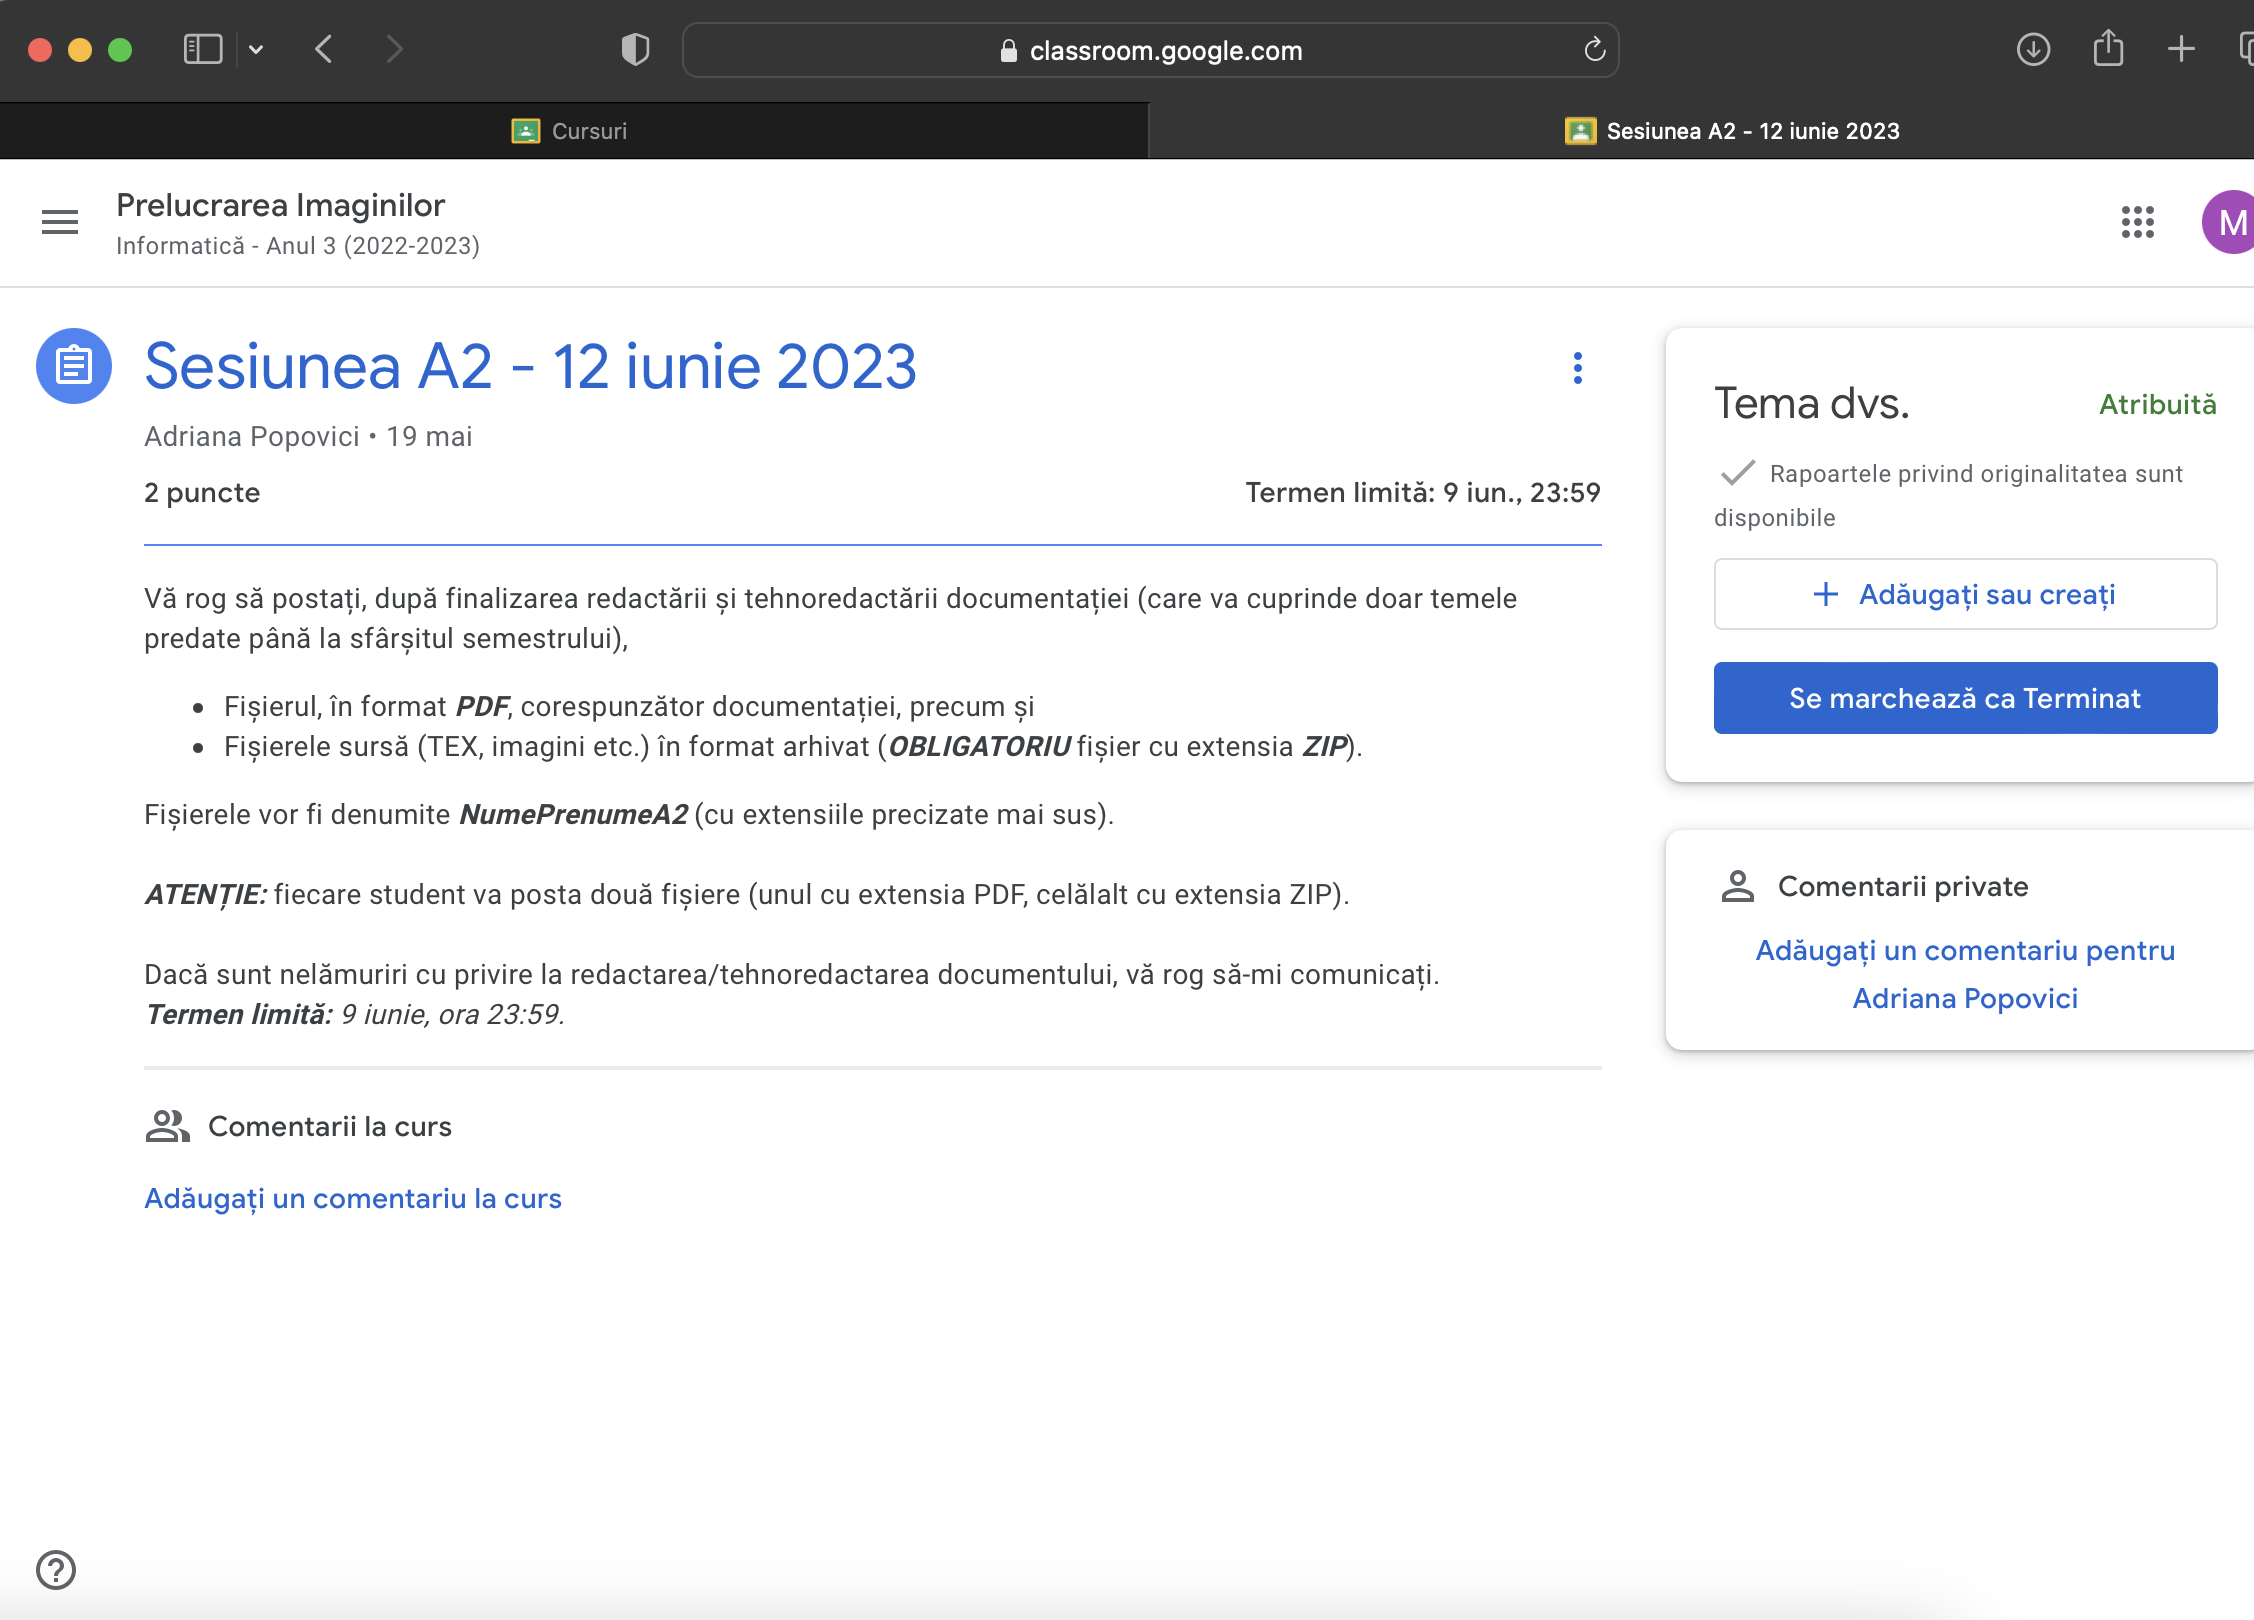 classroom.google.com
Cursuri
Sesiunea A2 - 12 iunie 2023
Prelucrarea Imaginilor
Informatică - Anul 3 (2022-2023)
M
Sesiunea A2 - 12 iunie 2023
Adriana Popovici • 19 mai
2 puncte
Termen limită: 9 iun., 23:59
Vă rog să postați, după finalizarea redactării și tehnoredactării documentației (care va cuprinde doar temele
predate până la sfârșitul semestrului),
• Fișierul, în format PDF, corespunzător documentației, precum și
• Fișierele sursă (TEX, imagini etc.) în format arhivat (OBLIGATORIU fișier cu extensia ZIP).
Fișierele vor fi denumite NumePrenumeA2 (cu extensiile precizate mai sus).
ATENȚIE: fiecare student va posta două fișiere (unul cu extensia PDF, celălalt cu extensia ZIP).
Dacă sunt nelămuriri cu privire la redactarea/tehnoredactarea documentului, vă rog să-mi comunicați.
Termen limită: 9 iunie, ora 23:59.
Comentarii la curs
Adăugați un comentariu la curs
Tema dvs.
Atribuită
Rapoartele privind originalitatea sunt
disponibile
+ Adăugați sau creați
Se marchează ca Terminat
Comentarii private
Adăugați un comentariu pentru
Adriana Popovici